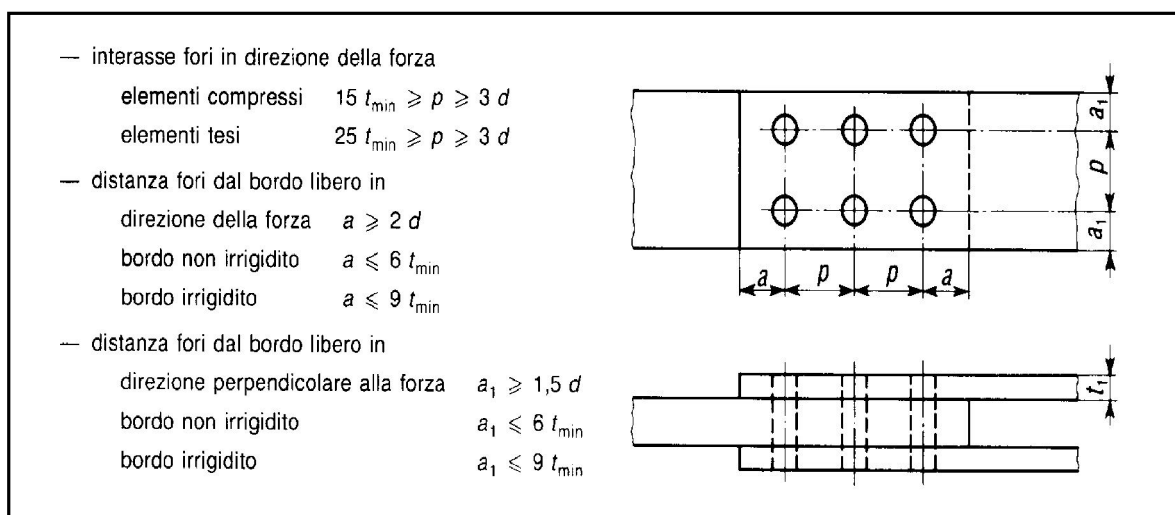 — interasse fori in direzione della forza
elementi compressi 15 t_min ⩾ p ⩾ 3 d
elementi tesi 25 t_min ⩾ p ⩾ 3 d
— distanza fori dal bordo libero in
direzione della forza a ⩾ 2 d
bordo non irrigidito a ⩽ 6 t_min
bordo irrigidito a ⩽ 9 t_min
— distanza fori dal bordo libero in
direzione perpendicolare alla forza a₁ ⩾ 1,5 d
bordo non irrigidito a₁ ⩽ 6 t_min
bordo irrigidito a₁ ⩽ 9 t_min
a₁
p
a₁
a p p a
t₁